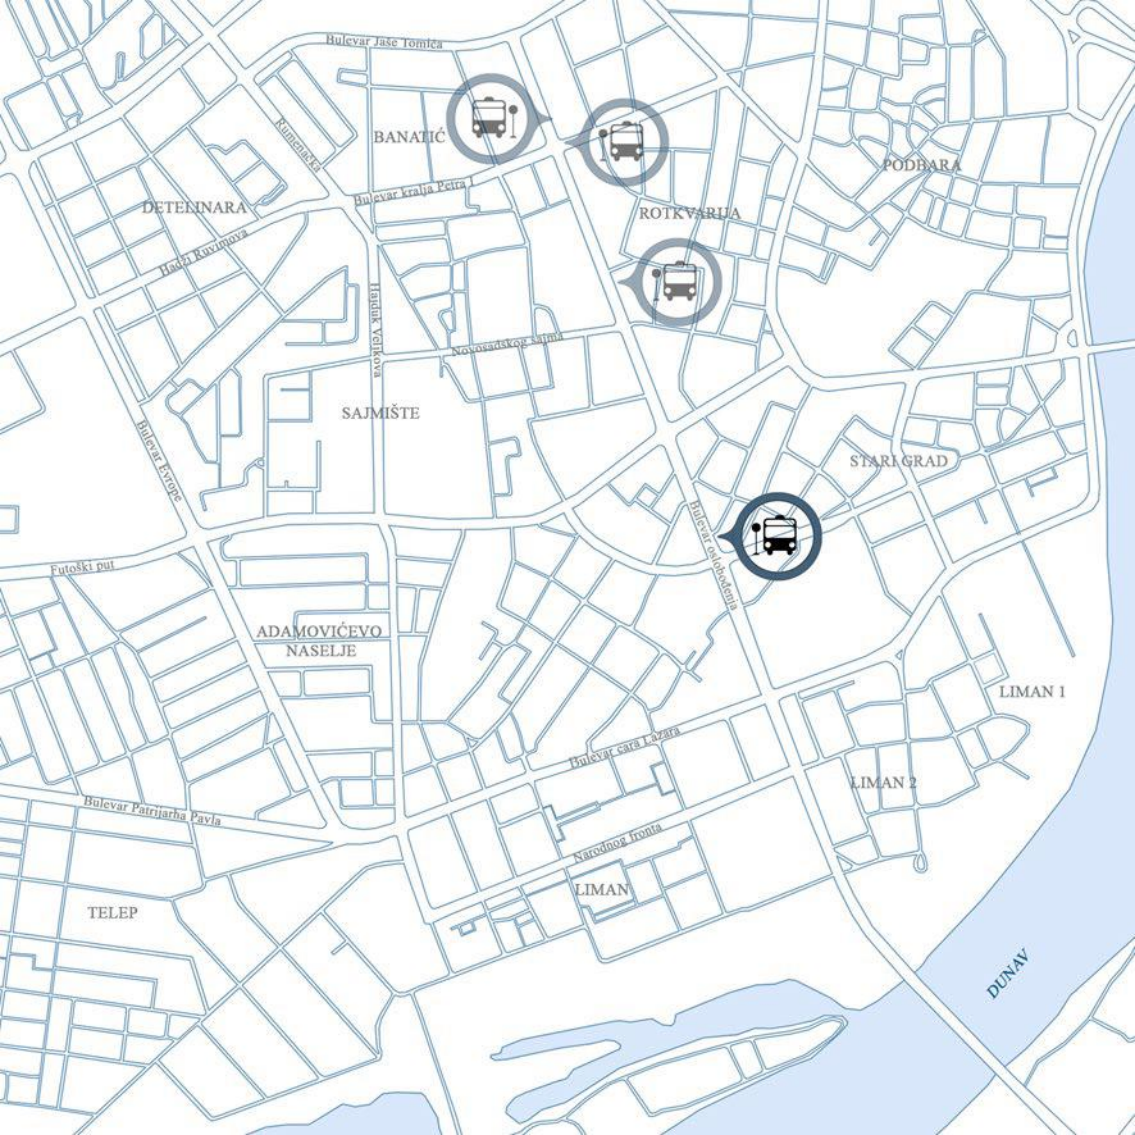 Bulevar Jaše Tomića
BANATIĆ
Rumenačka
PODBARA
Bulevar kralja Petra I
DETELINARA
ROTKVARIJA
Hadži Ruvimova
Hajduk Veljkova
Novosadskog sajma
SAJMIŠTE
Bulevar Evrope
STARI GRAD
Bulevar oslobođenja
Futoški put
ADAMOVIĆEVO
NASELJE
LIMAN 1
Bulevar cara Lazara
LIMAN 2
Bulevar Patrijarha Pavla
Narodnog fronta
LIMAN
TELEP
DUNAV